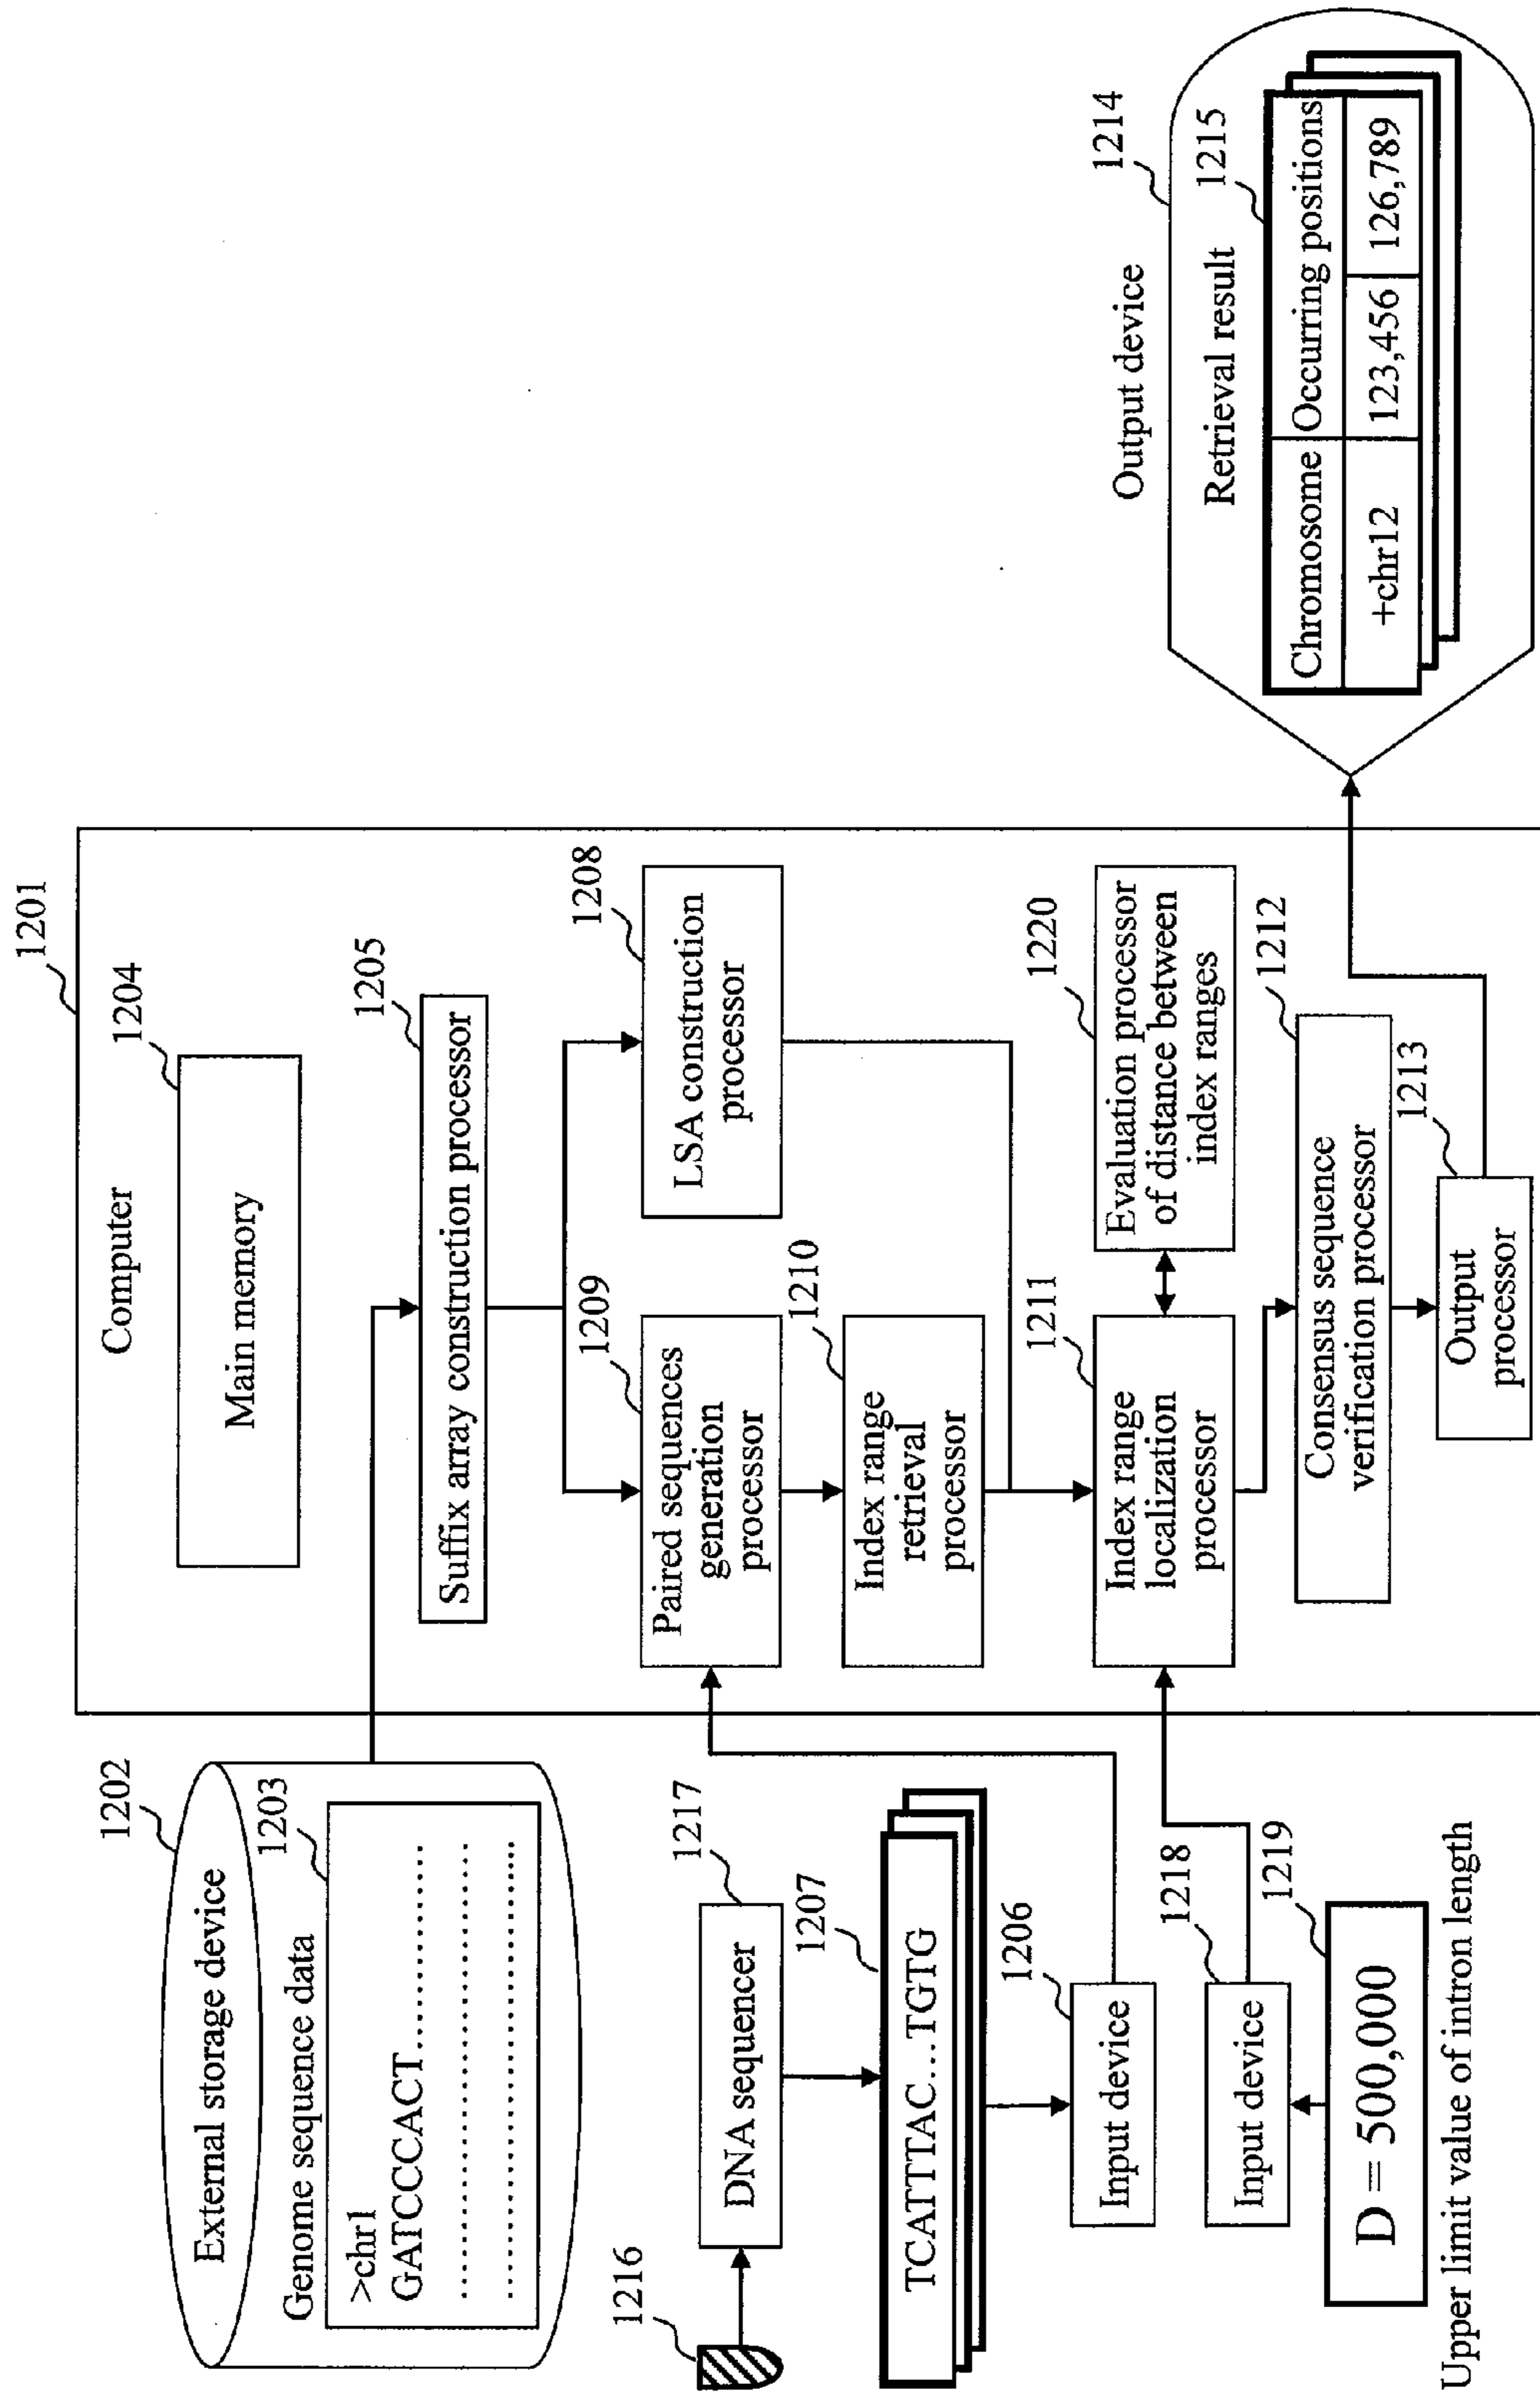 1202
External storage device
Genome sequence data
1203
>chr1
GATCCCACT..............
..............................
..............................
1216
DNA sequencer
1217
1207
TCATTTAC...TGTG
1206
Input device
1218
Input device
1219
D = 500,000
Upper limit value of intron length
1201
Computer
1204
Main memory
1205
Suffix array construction processor
1209
Paired sequences
generation
processor
1208
LSA construction
processor
1210
Index range
retrieval
processor
1211
Index range
localization
processor
1220
Evaluation processor
of distance between
index ranges
1212
Consensus sequence
verification processor
1213
Output
processor
Output device
1214
Retrieval result
1215
Chromosome Occurring positions
+chr12 123,456 126,789